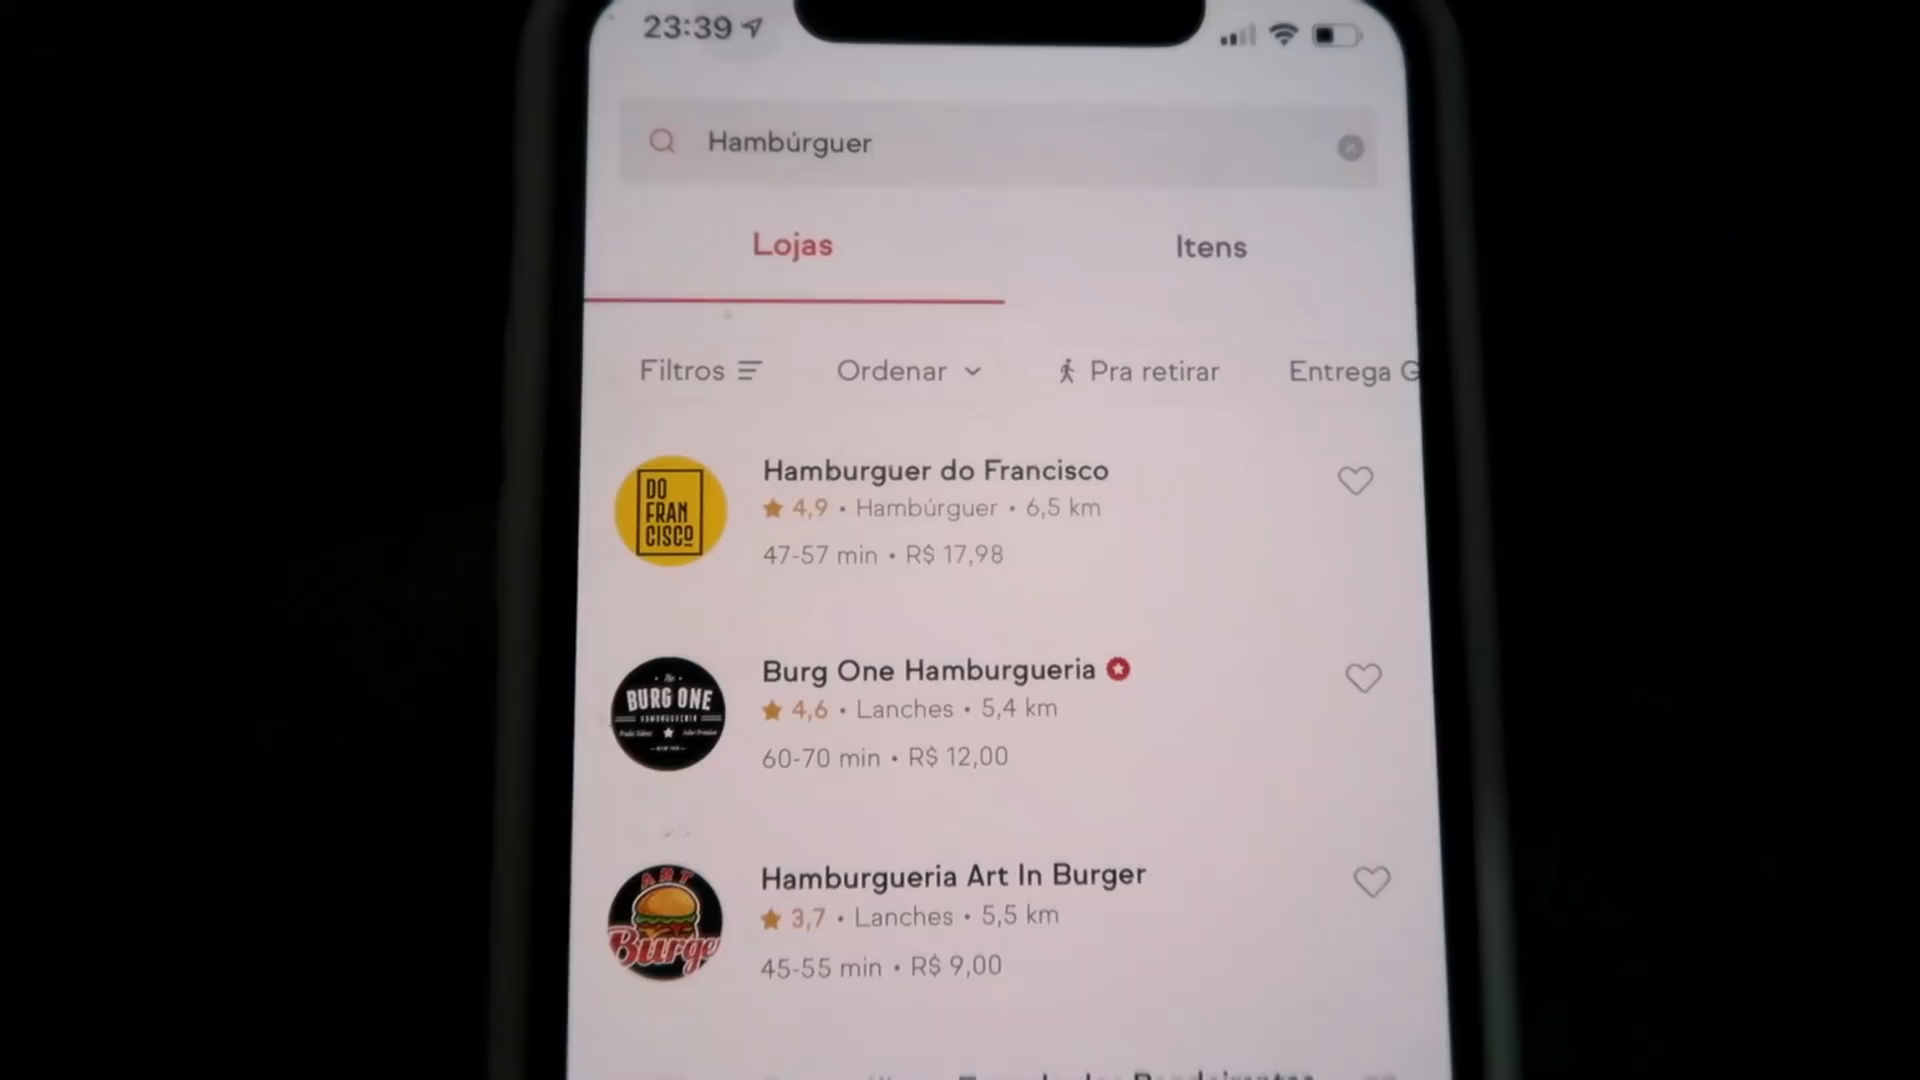 23:39
Hambúrguer
Lojas
Itens
Filtros
Ordenar
Pra retirar
Entrega G
DO
FRAN
CISCO
Hamburguer do Francisco
4,9 • Hambúrguer • 6,5 km
47-57 min • R$ 17,98
The
BURG ONE
HAMBURGUERIA
Burg One Hamburgueria
4,6 • Lanches • 5,4 km
60-70 min • R$ 12,00
ART
Burge
Hamburgueria Art In Burger
3,7 • Lanches • 5,5 km
45-55 min • R$ 9,00